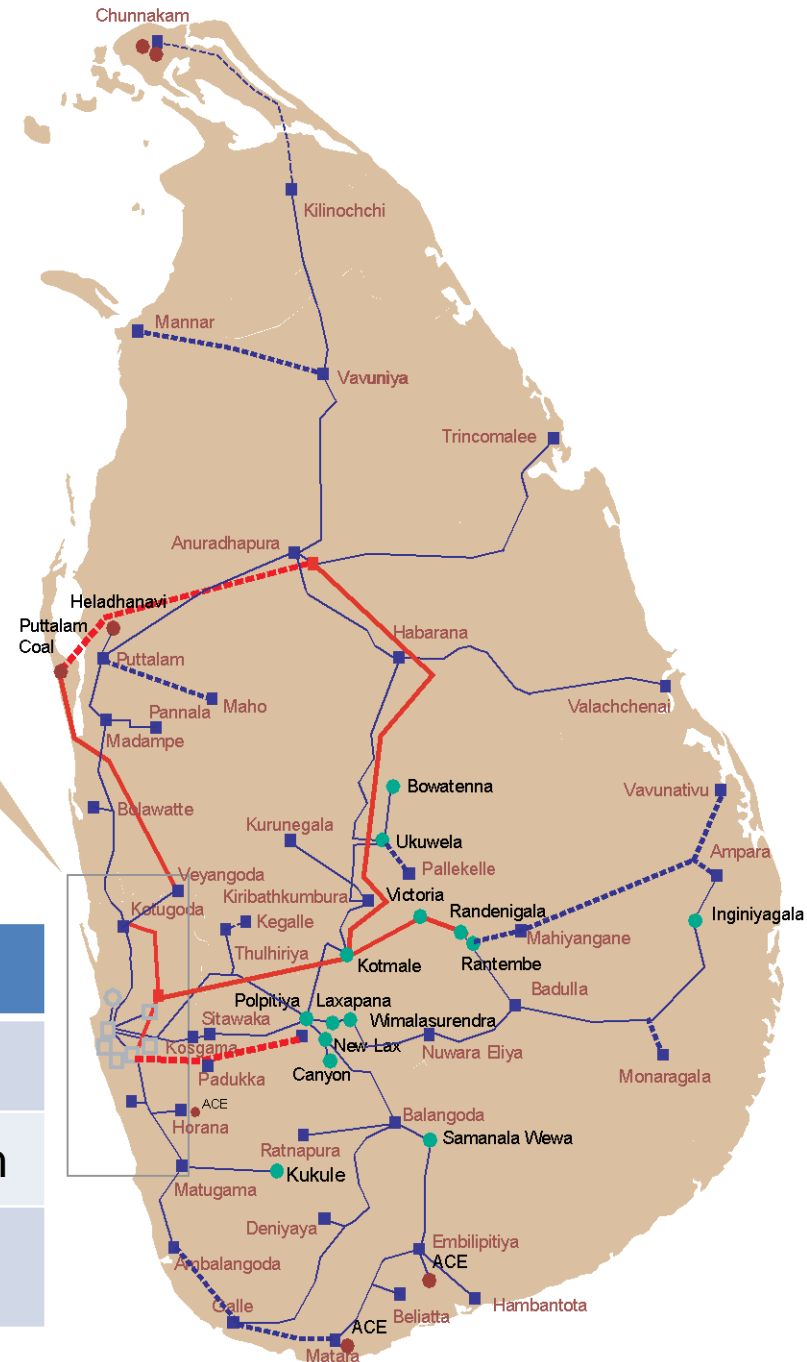 Chunnakam
Kilinochchi
Mannar
Vavuniya
Trincomalee
Anuradhapura
Heladhanavi
Puttalam
Coal
Habarana
Puttalam
Maho
Valachchenai
Pannala
Madampe
Bowatenna
Vavunativu
Bolawatte
Kurunegala
Ukuwela
Pallekelle
Ampara
Veyangoda
Kiribathkumbura
Victoria
Randenigala
Inginiyagala
Kotugoda
Kegalle
Mahiyangane
Thulhiriya
Kotmale
Rantembe
Badulla
Polpitiya
Laxapana
Sitawaka
Wimalasurendra
Kosgama
New Lax
Nuwara Eliya
Padukka
Canyon
Monaragala
ACE
Horana
Balangoda
Ratnapura
Samanala Wewa
n
Matugama
Kukule
Deniyaya
Embilipitiya
Ambalangoda
ACE
Galle
Beliatta
Hambantota
ACE
Matara